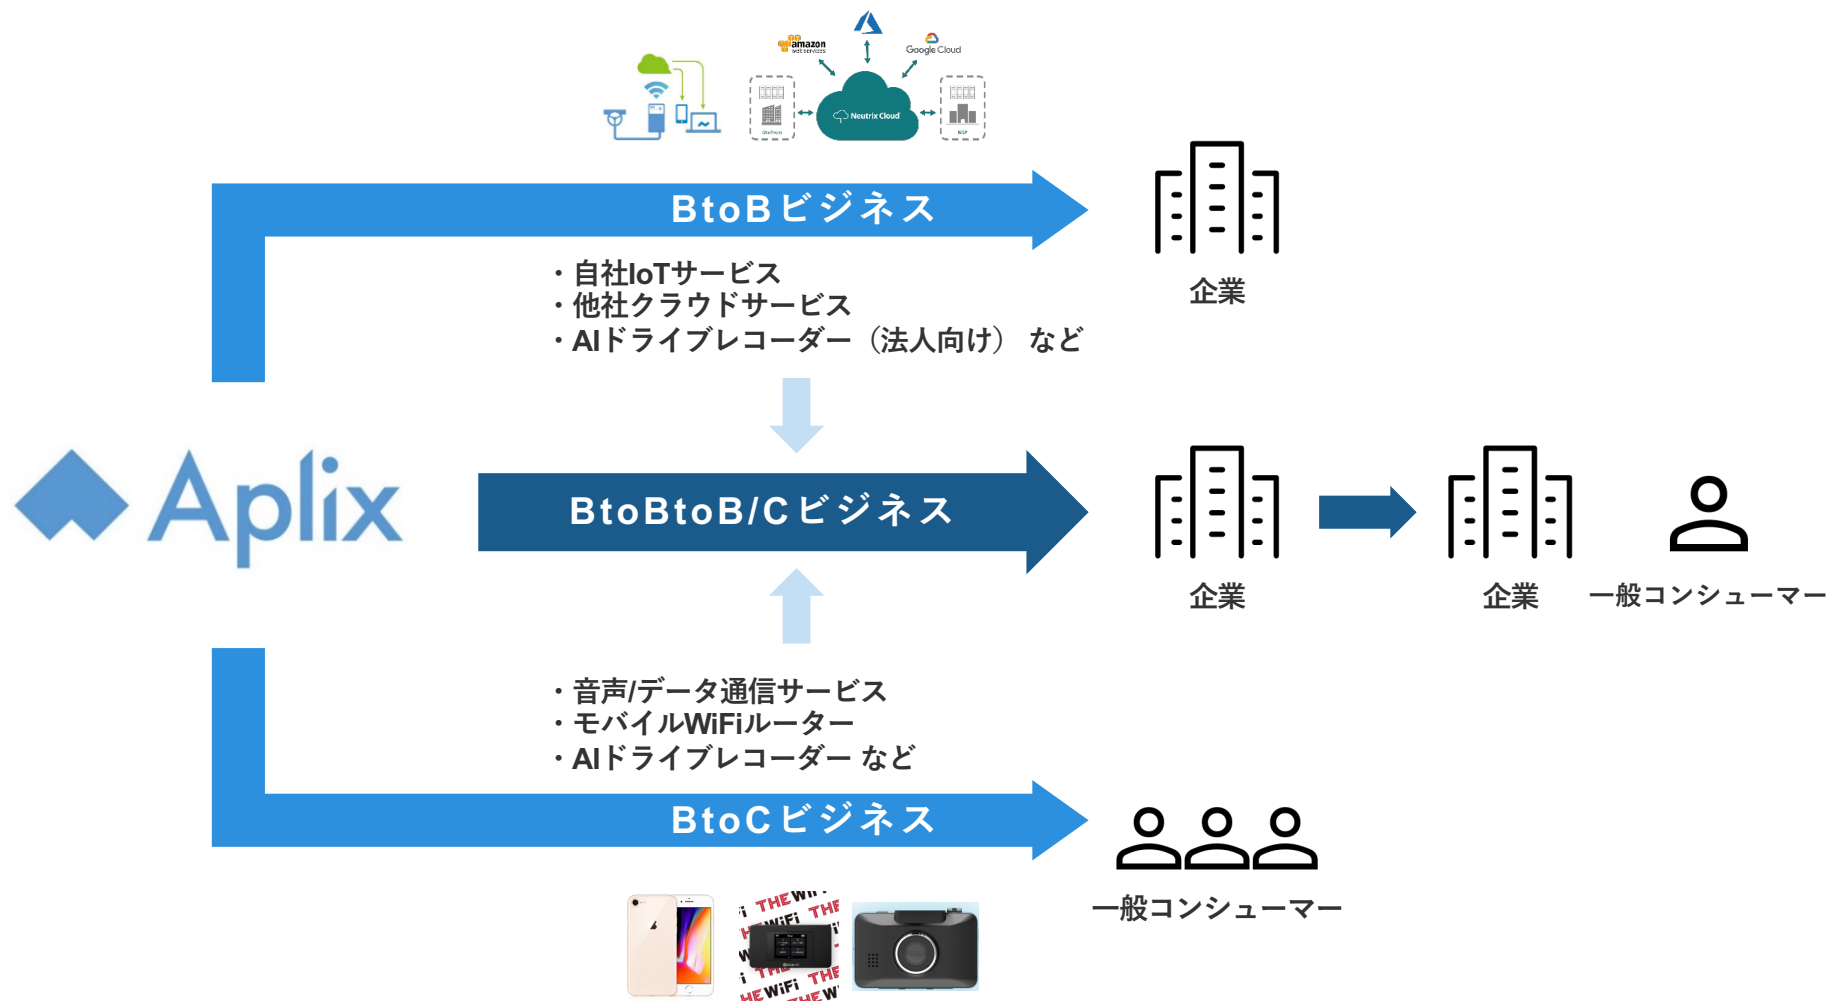 amazon
web services
Google Cloud
Neutrix Cloud
On-Prem
MSP
BtoBビジネス
・自社IoTサービス
・他社クラウドサービス
・AIドライブレコーダー（法人向け） など
企業
Aplix
BtoBtoB/Cビジネス
企業
企業
一般コンシューマー
・音声/データ通信サービス
・モバイルWiFiルーター
・AIドライブレコーダー など
BtoCビジネス
一般コンシューマー
THE WiFi